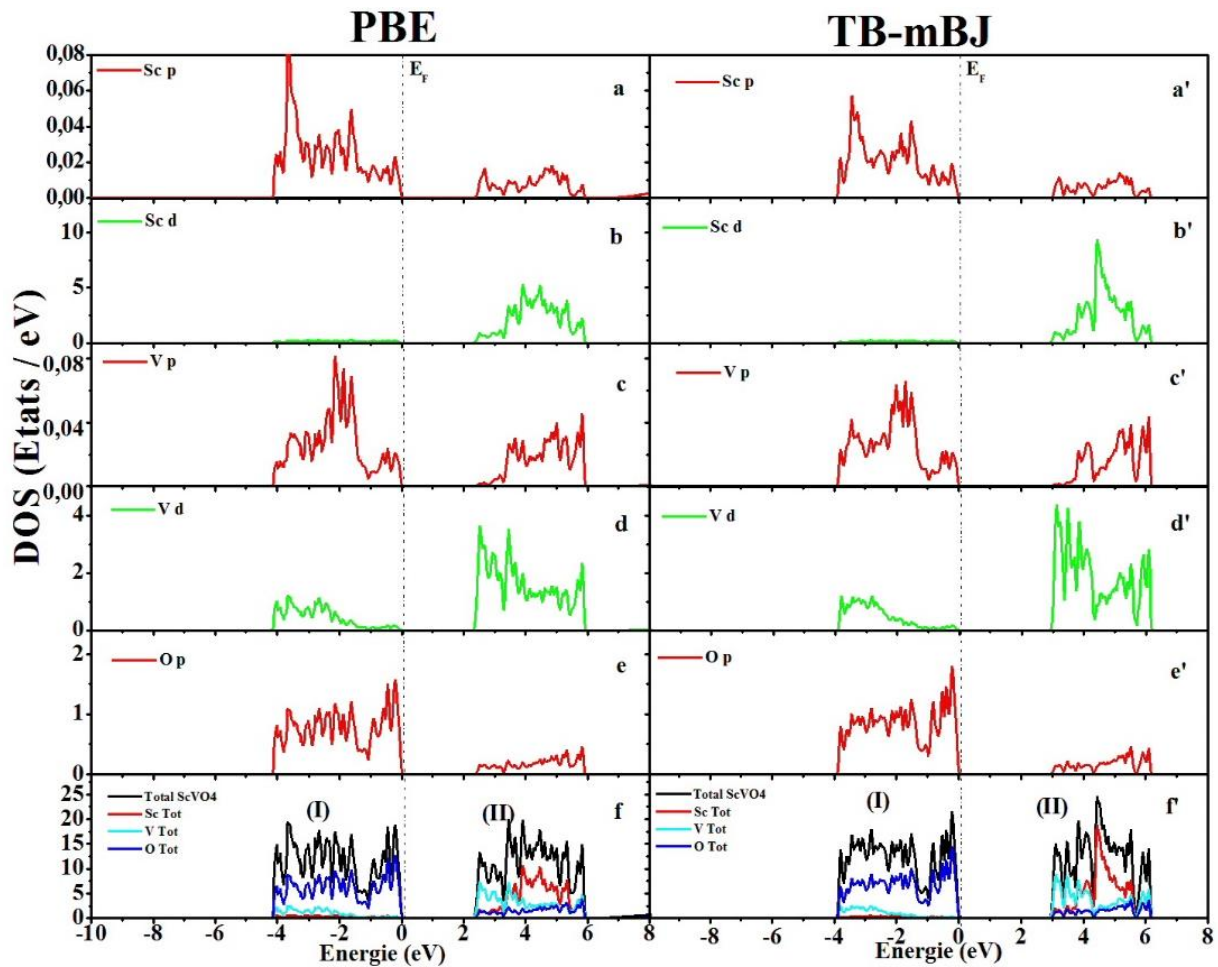 PBE
TB-mBJ
DOS (Etats / eV)
0,08
0,06
0,04
0,02
0,00
Sc p
E_F
a
Sc p
E_F
a'
10
5
0
Sc d
b
Sc d
b'
0,08
0,04
0,00
V p
c
V p
c'
4
2
0
V d
d
V d
d'
2
1
0
O p
e
O p
e'
25
20
15
10
5
0
Total ScVO4
Sc Tot
V Tot
O Tot
(I)
(II)
f
Total ScVO4
Sc Tot
V Tot
O Tot
(I)
(II)
f'
-10 -8 -6 -4 -2 0 2 4 6 8
-8 -6 -4 -2 0 2 4 6 8
Energie (eV)
Energie (eV)